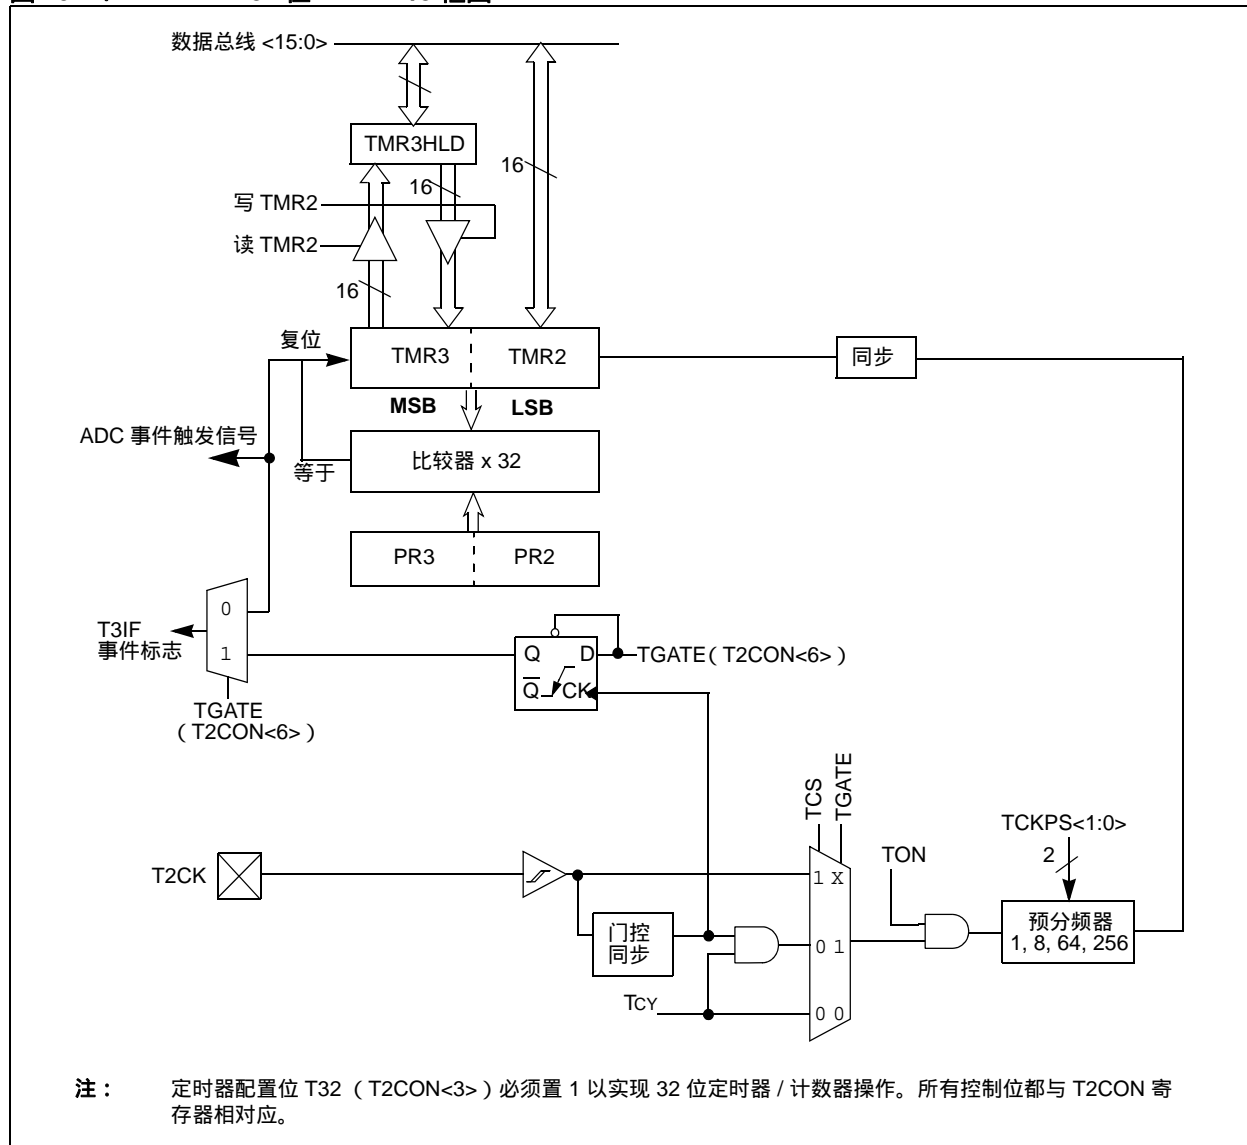 数据总线 <15:0>
TMR3HLD
16
16
写 TMR2
读 TMR2
16
复位
TMR3
TMR2
同步
MSB
LSB
ADC 事件触发信号
等于
比较器 x 32
PR3
PR2
0
1
T3IF
事件标志
TGATE
（T2CON<6>）
Q
D
Q
CK
TGATE（T2CON<6>）
TCS
TGATE
TCKPS<1:0>
2
TON
T2CK
1 X
门控
同步
0 1
预分频器
1, 8, 64, 256
TCY
0 0
注： 定时器配置位 T32 （T2CON<3>）必须置 1 以实现 32 位定时器 / 计数器操作。所有控制位都与 T2CON 寄
存器相对应。